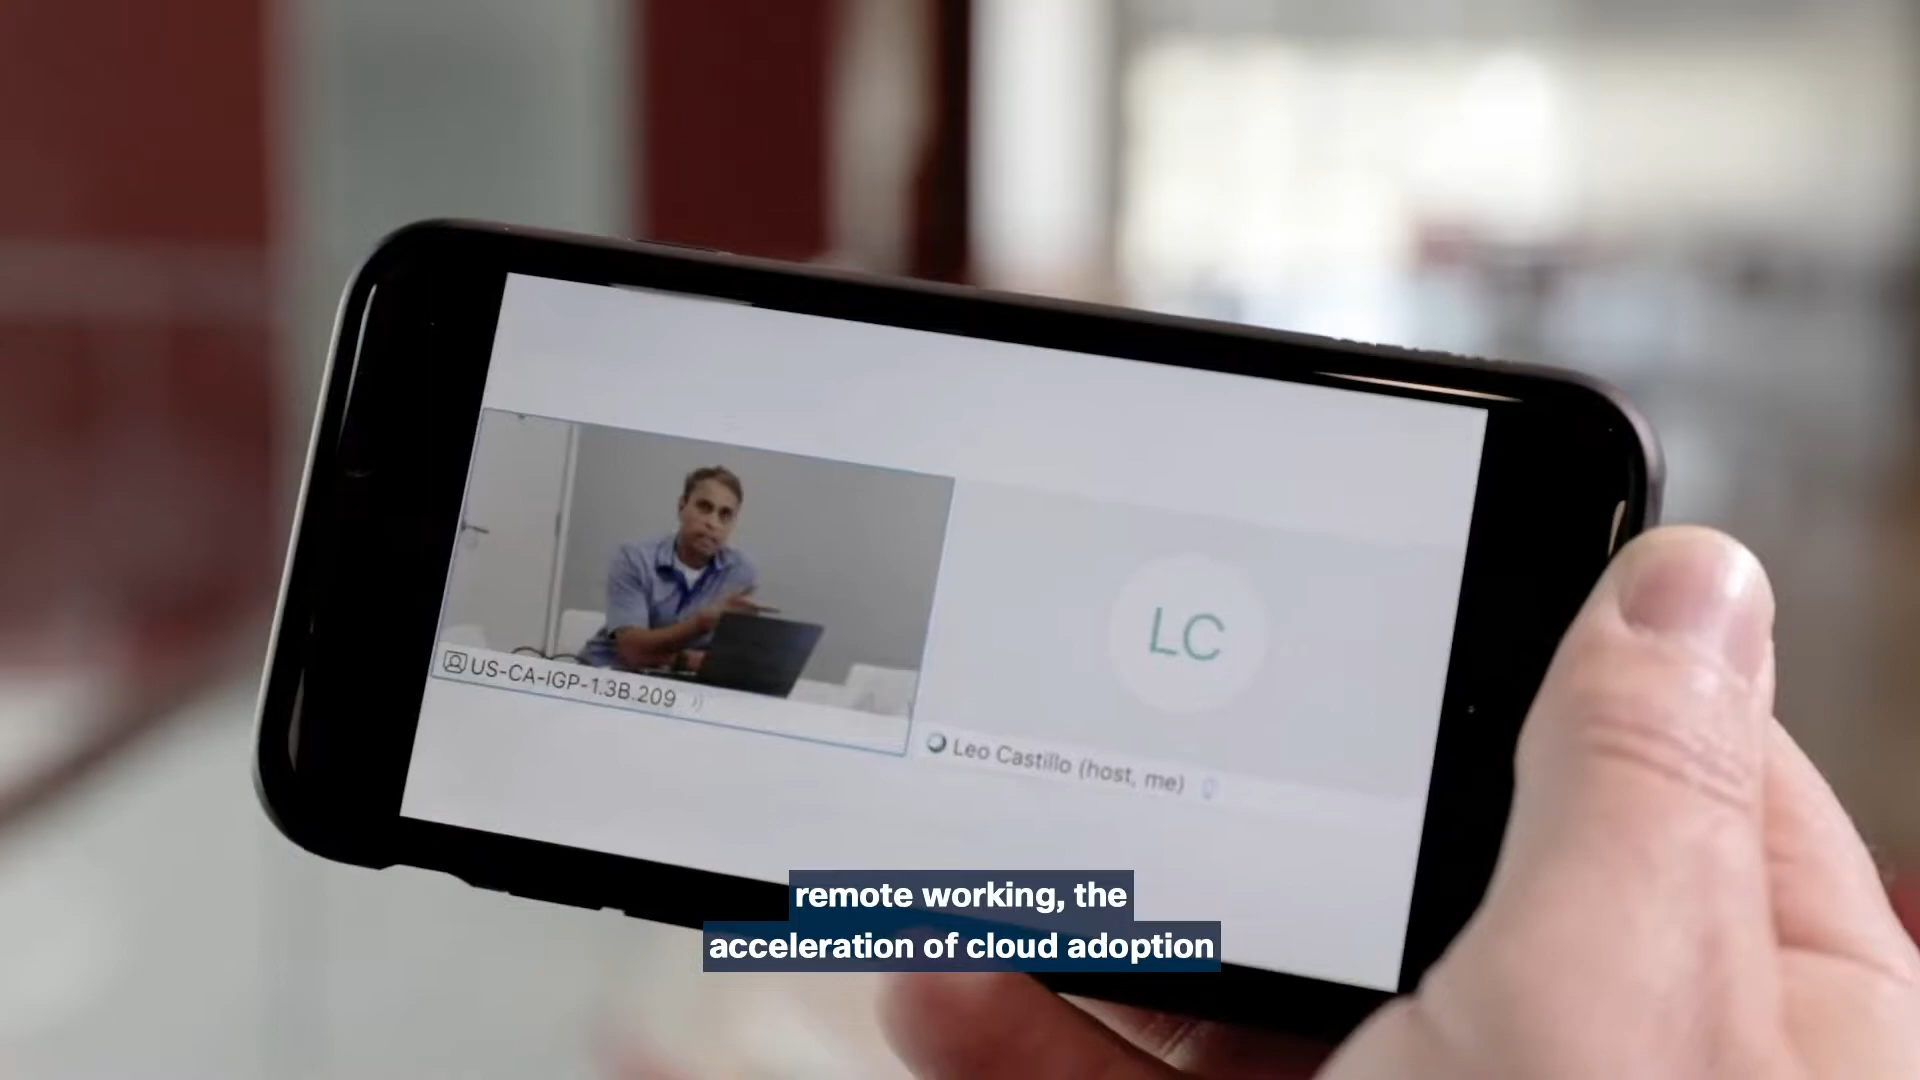 US-CA-IGP-1.3B.209
LC
Leo Castillo (host, me)
remote working, the
acceleration of cloud adoption